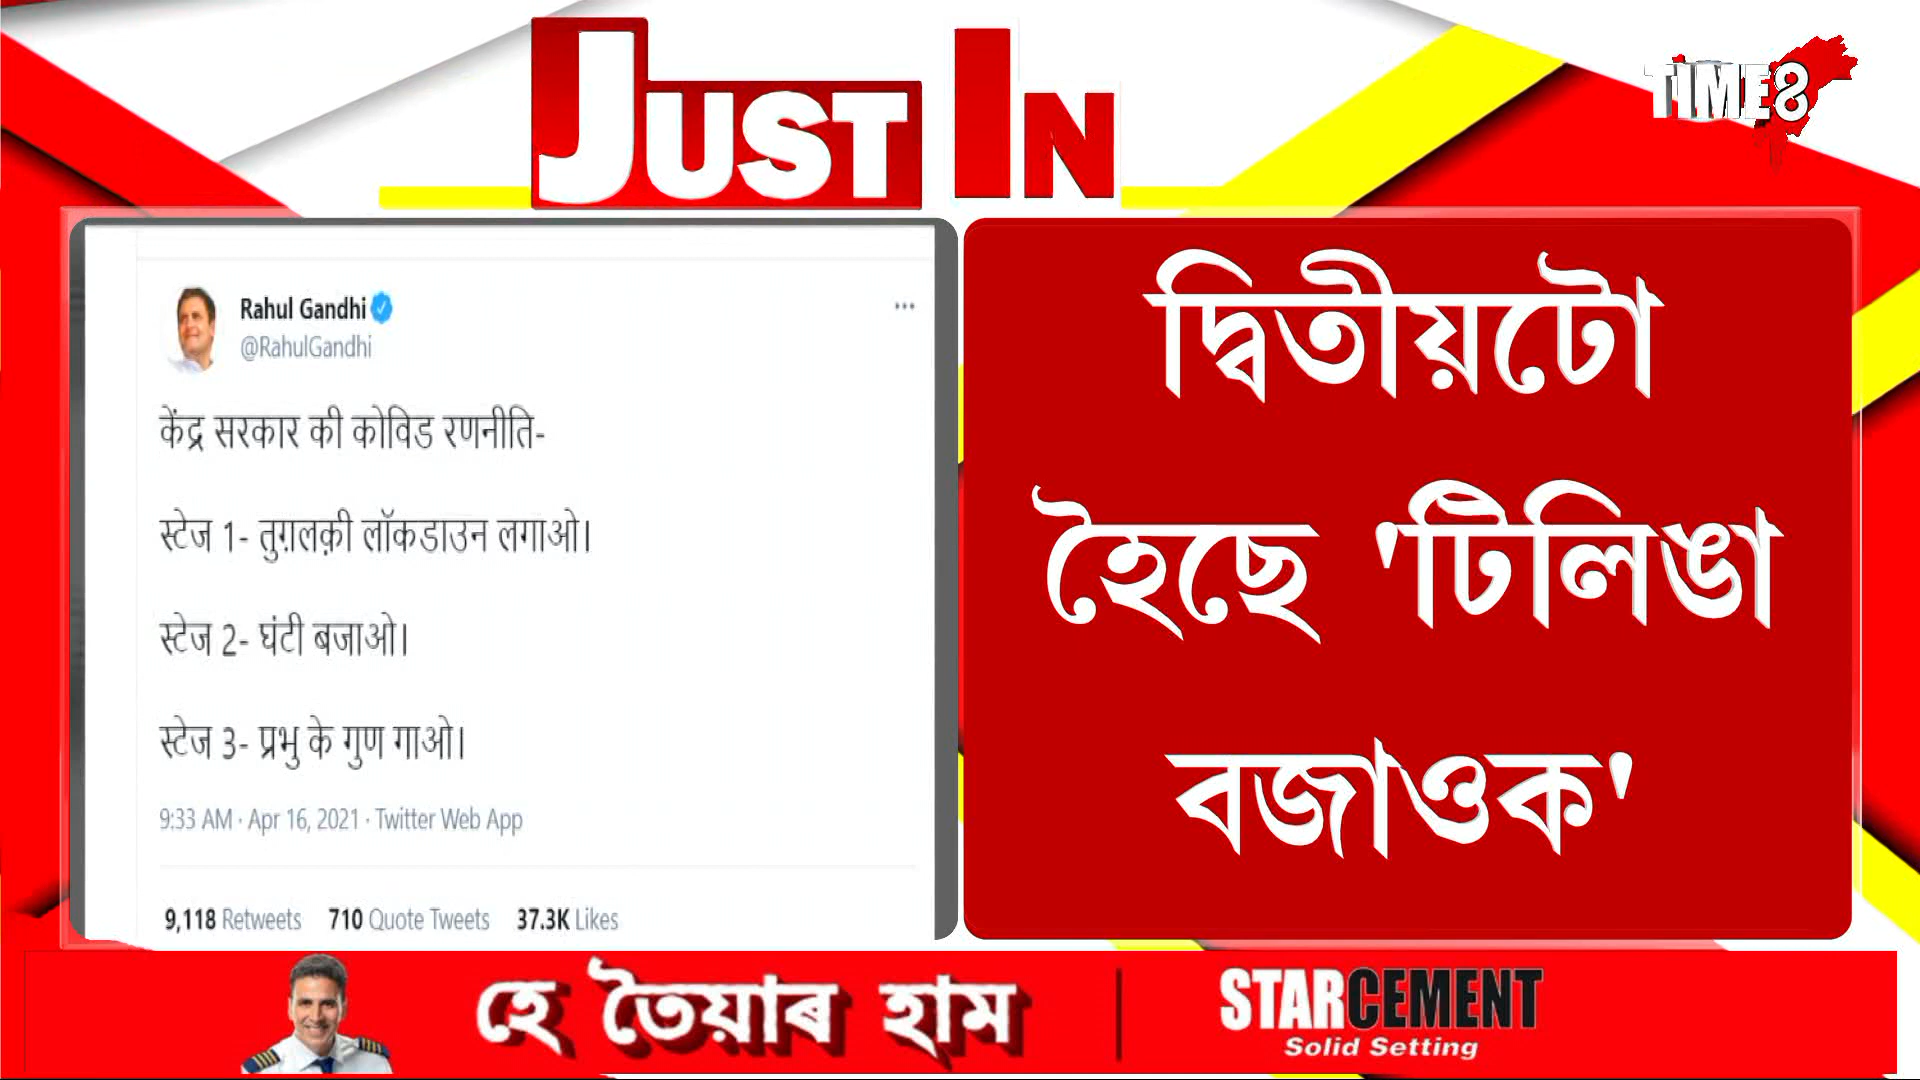 JUST IN
TIME8
Rahul Gandhi
@RahulGandhi
केंद्र सरकार की कोविड रणनीति-
स्टेज 1- तुग़लक़ी लॉकडाउन लगाओ।
स्टेज 2- घंटी बजाओ।
स्टेज 3- प्रभु के गुण गाओ।
9:33 AM · Apr 16, 2021 · Twitter Web App
9,118 Retweets 710 Quote Tweets 37.3K Likes
দ্বিতীয়টো
হৈছে 'টিলিঙা
বজাওক'
হে তৈয়াৰ হাম
STARCEMENT
Solid Setting